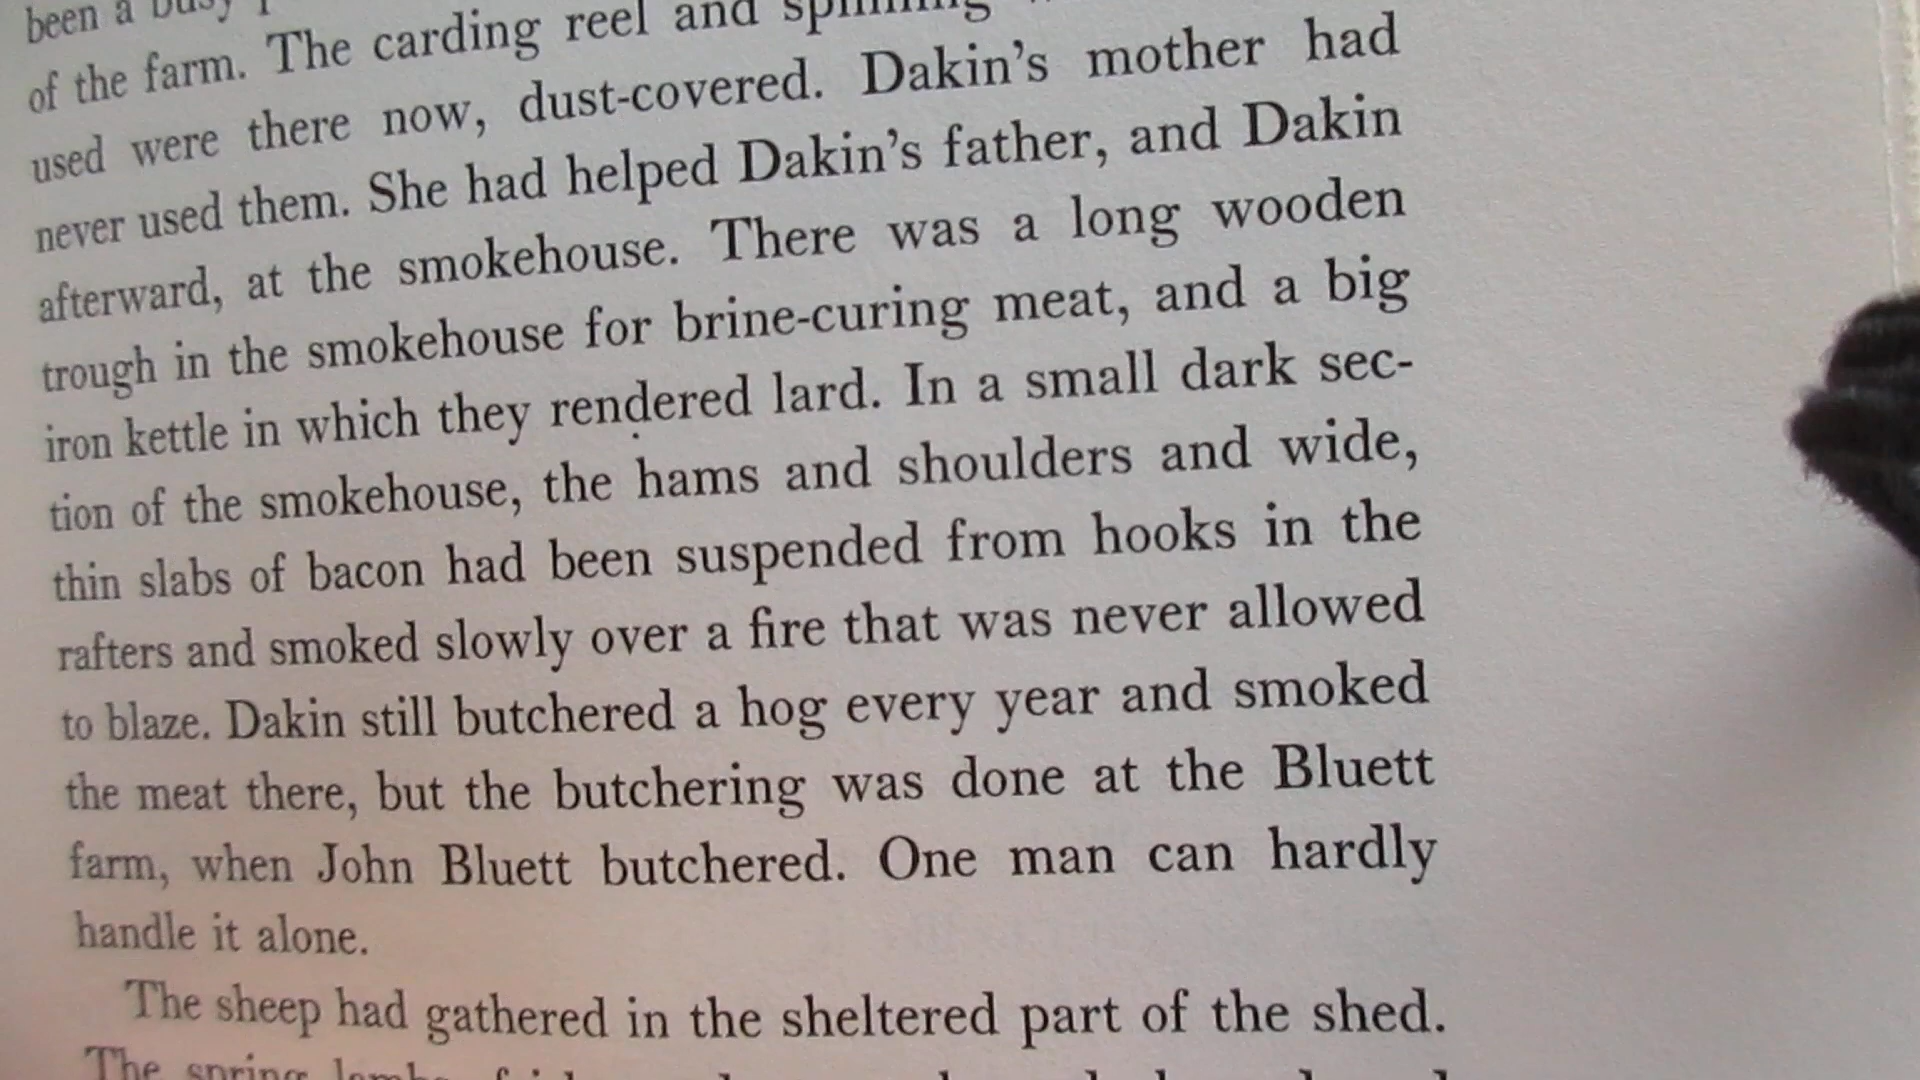 been a busy
of the farm. The carding reel and spinning
used were there now, dust-covered. Dakin's mother had
never used them. She had helped Dakin's father, and Dakin
afterward, at the smokehouse. There was a long wooden
trough in the smokehouse for brine-curing meat, and a big
iron kettle in which they rendered lard. In a small dark sec-
tion of the smokehouse, the hams and shoulders and wide,
thin slabs of bacon had been suspended from hooks in the
rafters and smoked slowly over a fire that was never allowed
to blaze. Dakin still butchered a hog every year and smoked
the meat there, but the butchering was done at the Bluett
farm, when John Bluett butchered. One man can hardly
handle it alone.
The sheep had gathered in the sheltered part of the shed.
The spring lambs